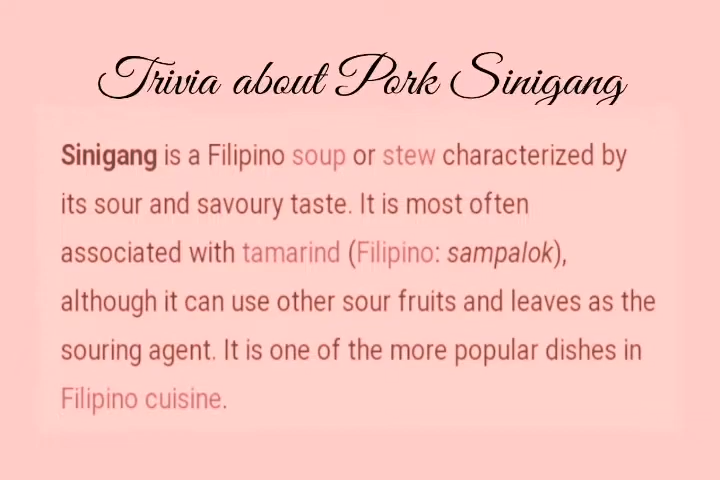 Trivia about Pork Sinigang
Sinigang is a Filipino soup or stew characterized by
its sour and savoury taste. It is most often
associated with tamarind (Filipino: sampalok),
although it can use other sour fruits and leaves as the
souring agent. It is one of the more popular dishes in
Filipino cuisine.